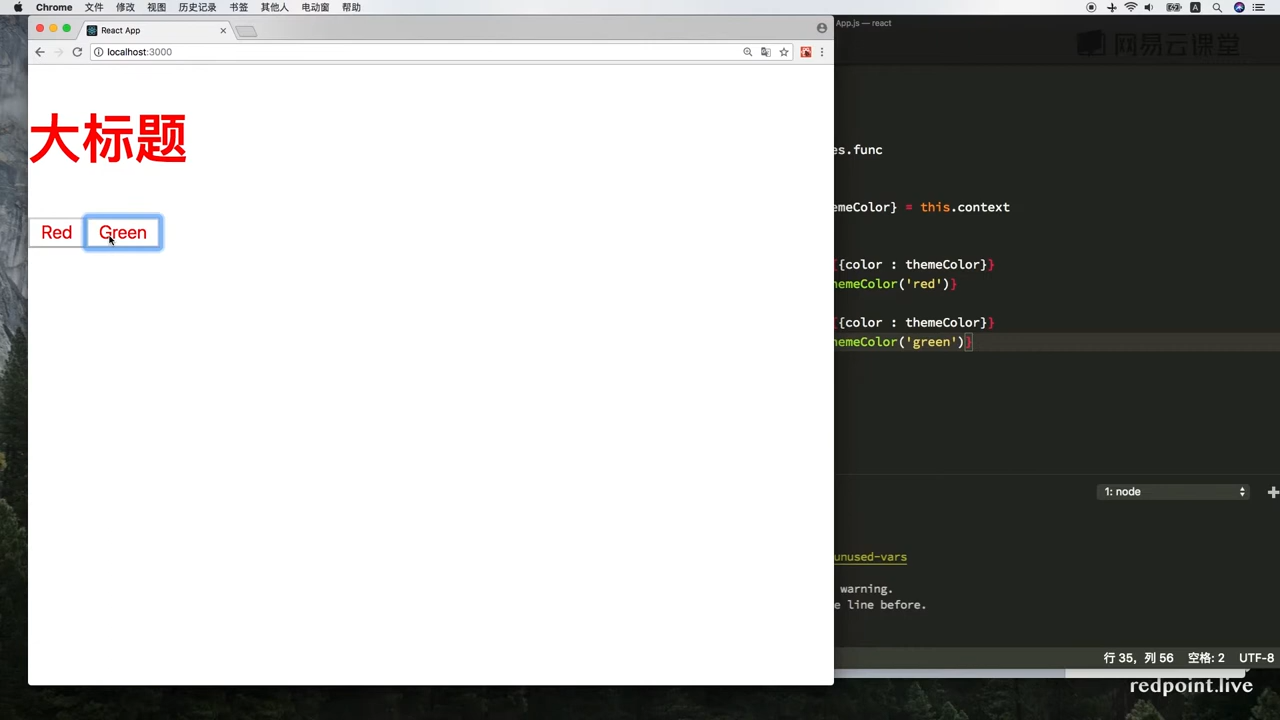 Chrome 文件 修改 视图 历史记录 书签 其他人 电动窗 帮助
React App
App.js — react
localhost:3000
网易云课堂
大标题
es.func
emeColor} = this.context
Red Green
{color : themeColor}}
hemeColor('red')}
{color : themeColor}}
hemeColor('green')}
1: node
unused-vars
warning.
e line before.
行 35，列 56 空格: 2 UTF-8
redpoint.live